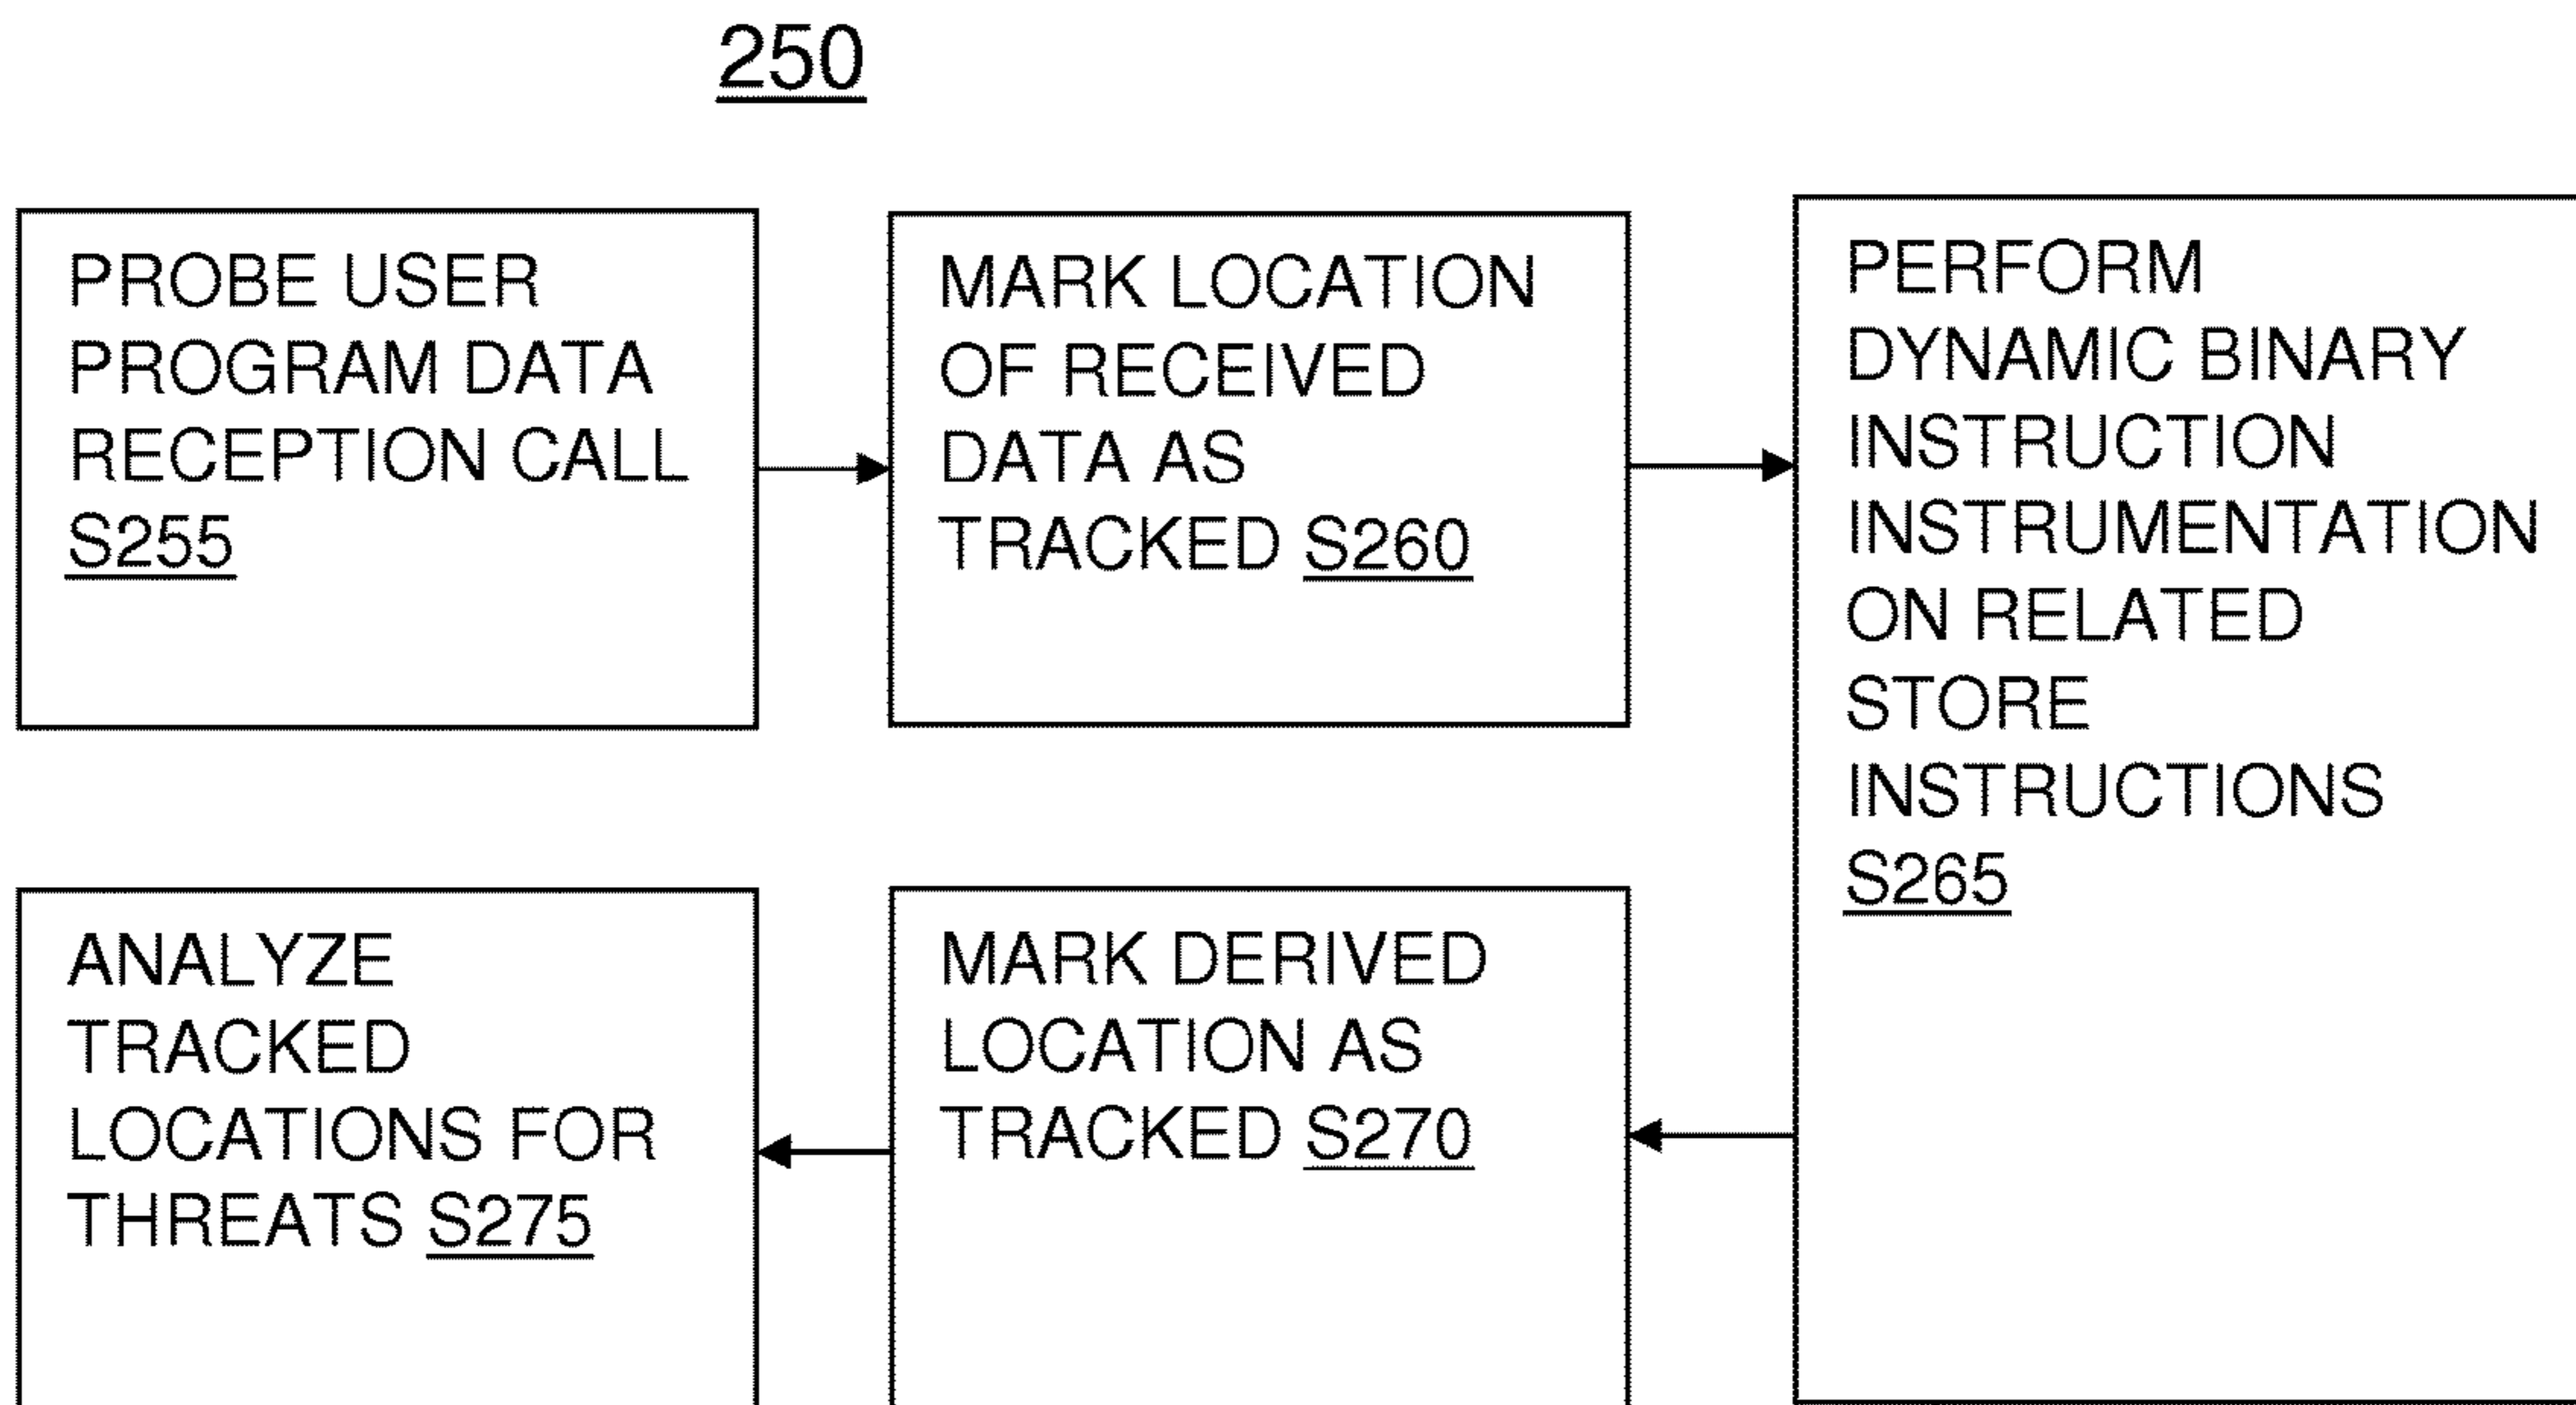 250
PROBE USER
PROGRAM DATA
RECEPTION CALL
S255
MARK LOCATION
OF RECEIVED
DATA AS
TRACKED S260
PERFORM
DYNAMIC BINARY
INSTRUCTION
INSTRUMENTATION
ON RELATED
STORE
INSTRUCTIONS
S265
MARK DERIVED
LOCATION AS
TRACKED S270
ANALYZE
TRACKED
LOCATIONS FOR
THREATS S275